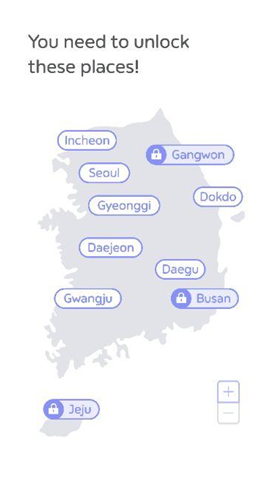 You need to unlock
these places!
Incheon
Gangwon
Seoul
Dokdo
Gyeonggi
Daejeon
Daegu
Gwangju
Busan
Jeju
+
−